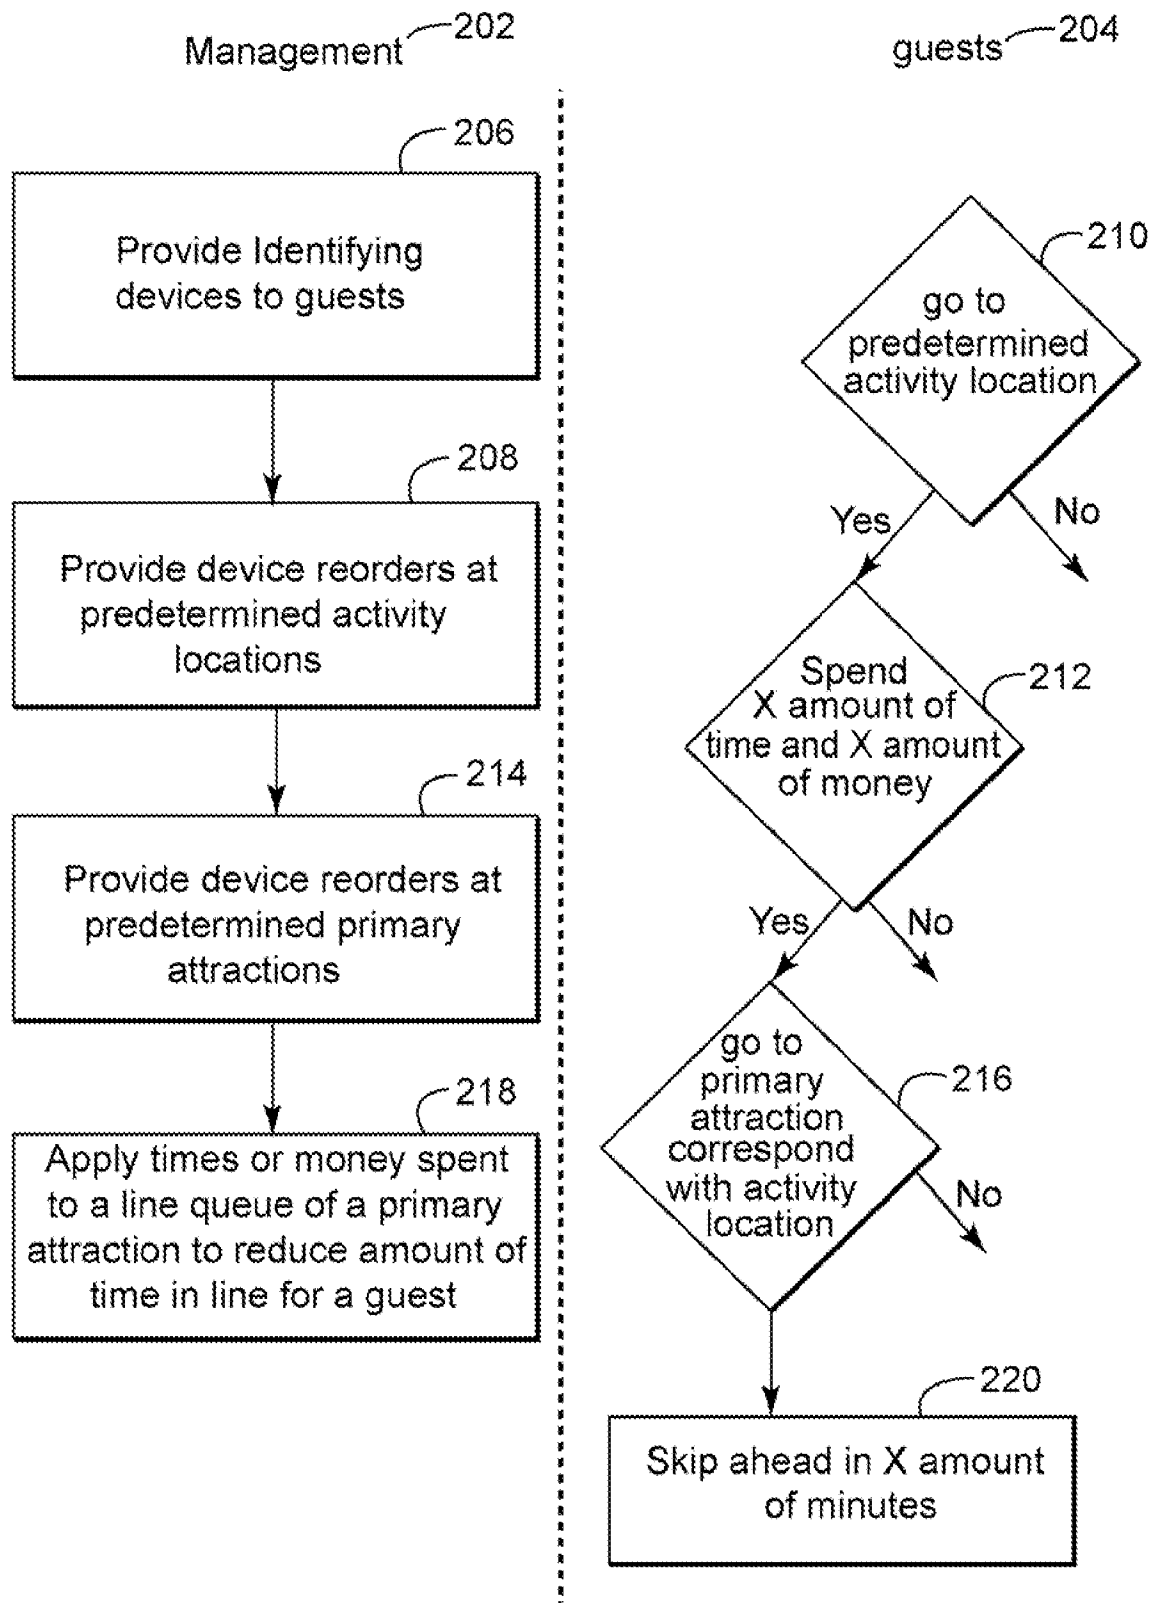 Management 202
206
Provide Identifying
devices to guests
208
Provide device reorders at
predetermined activity
locations
214
Provide device reorders at
predetermined primary
attractions
218
Apply times or money spent
to a line queue of a primary
attraction to reduce amount of
time in line for a guest
guests 204
210
go to
predetermined
activity location
Yes
No
212
Spend
X amount of
time and X amount
of money
Yes
No
216
go to
primary
attraction
correspond
with activity
location
No
220
Skip ahead in X amount
of minutes